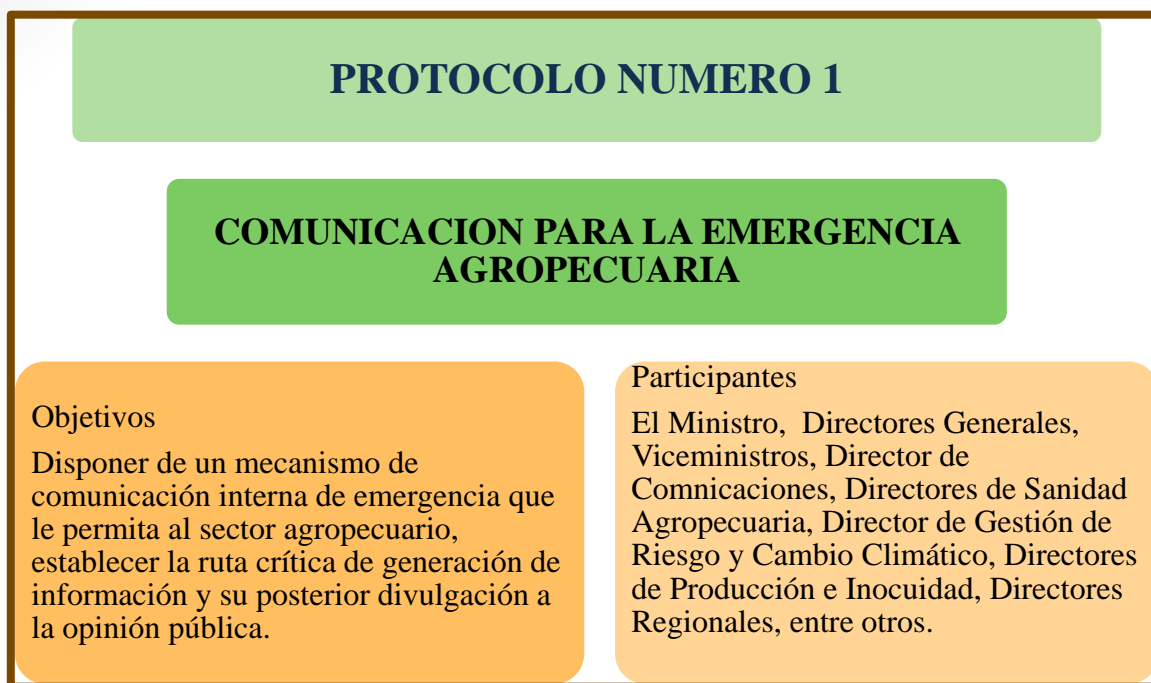 PROTOCOLO NUMERO 1
COMUNICACION PARA LA EMERGENCIA
AGROPECUARIA
Objetivos
Disponer de un mecanismo de
comunicación interna de emergencia que
le permita al sector agropecuario,
establecer la ruta crítica de generación de
información y su posterior divulgación a
la opinión pública.
Participantes
El Ministro, Directores Generales,
Viceministros, Director de
Comnicaciones, Directores de Sanidad
Agropecuaria, Director de Gestión de
Riesgo y Cambio Climático, Directores
de Producción e Inocuidad, Directores
Regionales, entre otros.